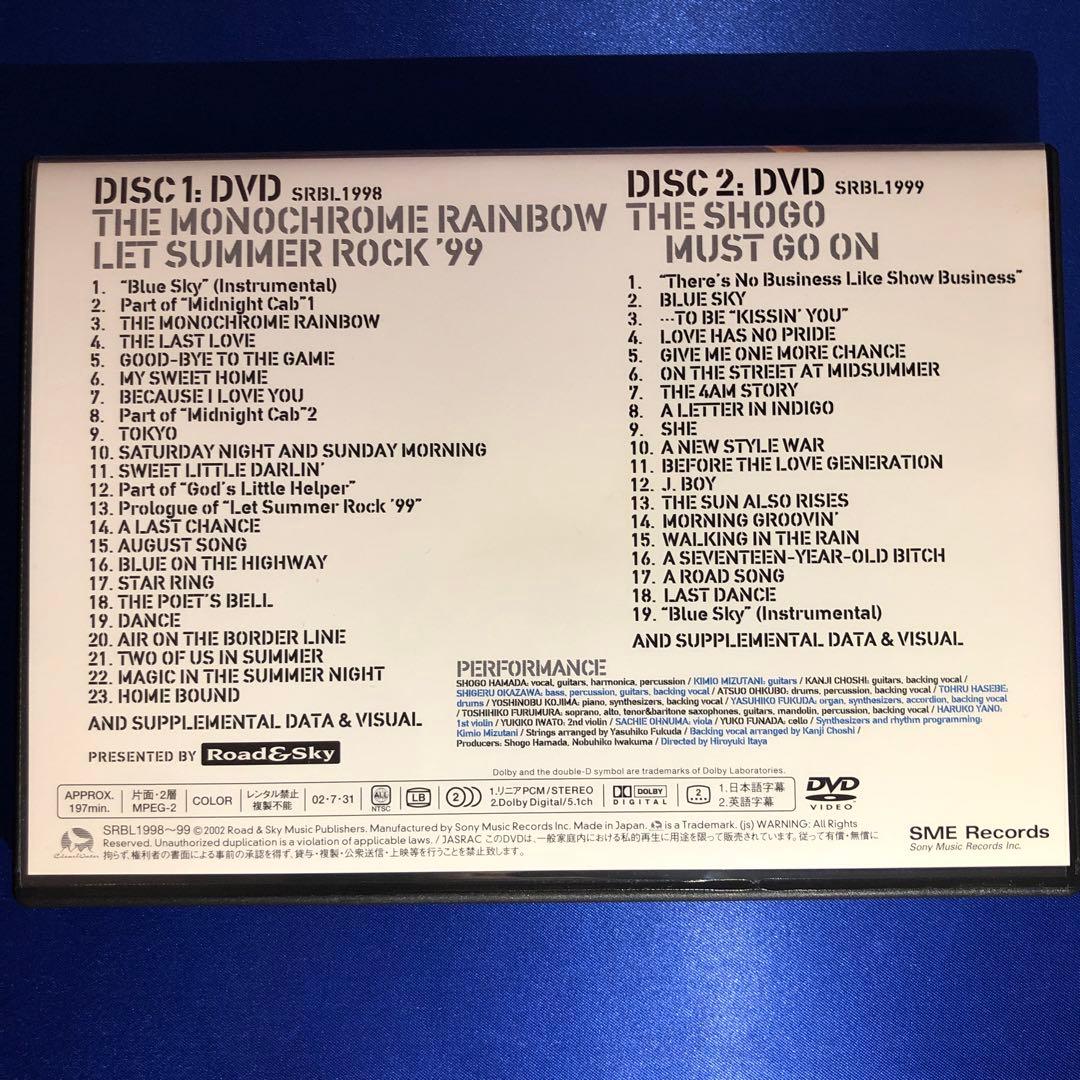 DISC 1: DVD SRBL1998
THE MONOCHROME RAINBOW
LET SUMMER ROCK '99
1. "Blue Sky" (Instrumental)
2. Part of "Midnight Cab"1
3. THE MONOCHROME RAINBOW
4. THE LAST LOVE
5. GOOD-BYE TO THE GAME
6. MY SWEET HOME
7. BECAUSE I LOVE YOU
8. Part of "Midnight Cab"2
9. TOKYO
10. SATURDAY NIGHT AND SUNDAY MORNING
11. SWEET LITTLE DARLIN'
12. Part of "God's Little Helper"
13. Prologue of "Let Summer Rock '99"
14. A LAST CHANCE
15. AUGUST SONG
16. BLUE ON THE HIGHWAY
17. STAR RING
18. THE POET'S BELL
19. DANCE
20. AIR ON THE BORDER LINE
21. TWO OF US IN SUMMER
22. MAGIC IN THE SUMMER NIGHT
23. HOME BOUND
AND SUPPLEMENTAL DATA & VISUAL
PRESENTED BY Road&Sky
DISC 2: DVD SRBL1999
THE SHOGO
MUST GO ON
1. "There's No Business Like Show Business"
2. BLUE SKY
3. …TO BE "KISSIN' YOU"
4. LOVE HAS NO PRIDE
5. GIVE ME ONE MORE CHANCE
6. ON THE STREET AT MIDSUMMER
7. THE 4AM STORY
8. A LETTER IN INDIGO
9. SHE
10. A NEW STYLE WAR
11. BEFORE THE LOVE GENERATION
12. J. BOY
13. THE SUN ALSO RISES
14. MORNING GROOVIN'
15. WALKING IN THE RAIN
16. A SEVENTEEN-YEAR-OLD BITCH
17. A ROAD SONG
18. LAST DANCE
19. "Blue Sky" (Instrumental)
AND SUPPLEMENTAL DATA & VISUAL
PERFORMANCE
SHOGO HAMADA: vocal, guitars, harmonica, percussion / KIMIO MIZUTANI: guitars / KANJI CHOSHI: guitars, backing vocal /
SHIGERU OKAZAWA: bass, percussion, guitars, backing vocal / ATSUO OHKUBO: drums, percussion, backing vocal / TOHRU HASEBE:
drums / YOSHINOBU KOJIMA: piano, synthesizers, backing vocal / YASUHIKO FUKUDA: organ, synthesizers, accordion, backing vocal
/ TOSHIHIKO FURUMURA: soprano, alto, tenor&baritone saxophones, guitars, mandolin, percussion, backing vocal / HARUKO YANO:
1st violin / YUKIKO IWATO: 2nd violin / SACHIE OHNUMA: viola / YUKO FUNADA: cello / Synthesizers and rhythm programming:
Kimio Mizutani / Strings arranged by Yasuhiko Fukuda / Backing vocal arranged by Kanji Choshi /
Producers: Shogo Hamada, Nobuhiko Iwakuma / Directed by Hiroyuki Itaya
Dolby and the double-D symbol are trademarks of Dolby Laboratories.
APPROX. 197min.
片面・2層 MPEG-2
COLOR
レンタル禁止 複製不能
02・7・31
ALL NTSC
LB
2
1.リニアPCM/STEREO
2.Dolby Digital/5.1ch
DOLBY DIGITAL
2
1.日本語字幕
2.英語字幕
DVD VIDEO
ClearWater
SRBL1998〜99 ©2002 Road & Sky Music Publishers. Manufactured by Sony Music Records Inc. Made in Japan. is a Trademark. (js) WARNING: All Rights
Reserved. Unauthorized duplication is a violation of applicable laws. / JASRAC このDVDは、一般家庭内における私的再生に用途を限って販売されています。従って有償・無償に
拘らず、権利者の書面による事前の承認を得ず、貸与・複製・公衆送信・上映等を行うことを禁止致します。
SME Records
Sony Music Records Inc.